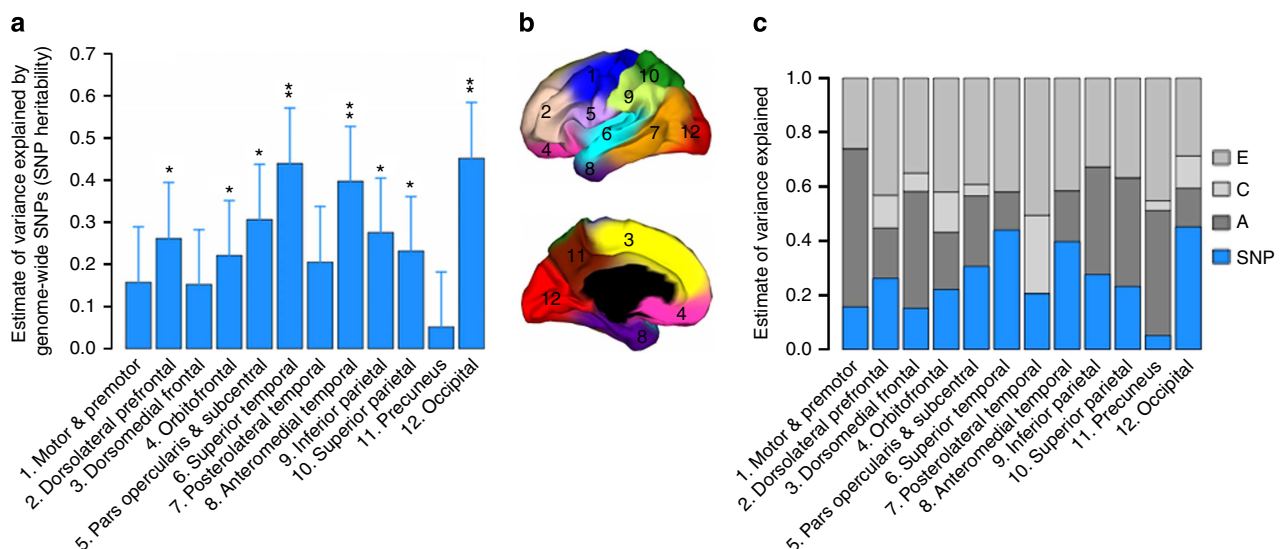 a
Estimate of variance explained by
genome-wide SNPs (SNP heritability)
0.7
0.6
0.5
0.4
0.3
0.2
0.1
0.0
*
*
*
**
**
*
*
**
1. Motor & premotor
2. Dorsolateral prefrontal
3. Dorsomedial frontal
4. Orbitofrontal
5. Pars opercularis & subcentral
6. Superior temporal
7. Posterolateral temporal
8. Anteromedial temporal
9. Inferior parietal
10. Superior parietal
11. Precuneus
12. Occipital
b
1
10
2
9
5
6
7
12
4
8
3
11
12
4
8
c
Estimate of variance explained
1.0
0.8
0.6
0.4
0.2
0.0
E
C
A
SNP
1. Motor & premotor
2. Dorsolateral prefrontal
3. Dorsomedial frontal
4. Orbitofrontal
5. Pars opercularis & subcentral
6. Superior temporal
7. Posterolateral temporal
8. Anteromedial temporal
9. Inferior parietal
10. Superior parietal
11. Precuneus
12. Occipital